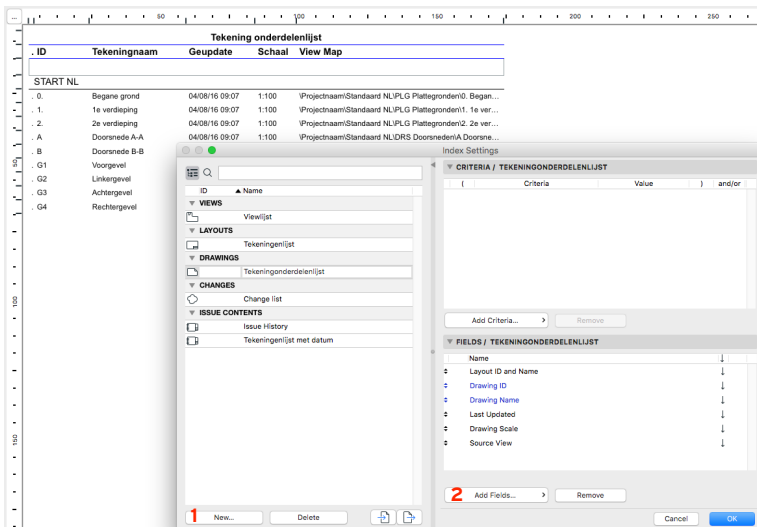 ... 50 100 150 200 250
Tekening onderdelenlijst
. ID Tekeningnaam Geupdate Schaal View Map
START NL
. 0. Begane grond 04/08/16 09:07 1:100 \Projectnaam\Standaard NL\PLG Plattegronden\0. Began...
. 1. 1e verdieping 04/08/16 09:07 1:100 \Projectnaam\Standaard NL\PLG Plattegronden\1. 1e ver...
. 2. 2e verdieping 04/08/16 09:07 1:100 \Projectnaam\Standaard NL\PLG Plattegronden\2. 2e ver...
. A Doorsnede A-A 04/08/16 09:07 1:100 \Projectnaam\Standaard NL\DRS Doorsneden\A Doorsne...
. B Doorsnede B-B
. G1 Voorgevel
. G2 Linkergevel
. G3 Achtergevel
. G4 Rechtergevel
50
100
150
Index Settings
ID Name
VIEWS
Viewlijst
LAYOUTS
Tekeningenlijst
DRAWINGS
Tekeningonderdelenlijst
CHANGES
Change list
ISSUE CONTENTS
Issue History
Tekeningenlijst met datum
1 New... Delete
CRITERIA / TEKENINGONDERDELENLIJST
( Criteria Value ) and/or
Add Criteria... > Remove
FIELDS / TEKENINGONDERDELENLIJST
Name
Layout ID and Name
Drawing ID
Drawing Name
Last Updated
Drawing Scale
Source View
2 Add Fields... > Remove
Cancel OK